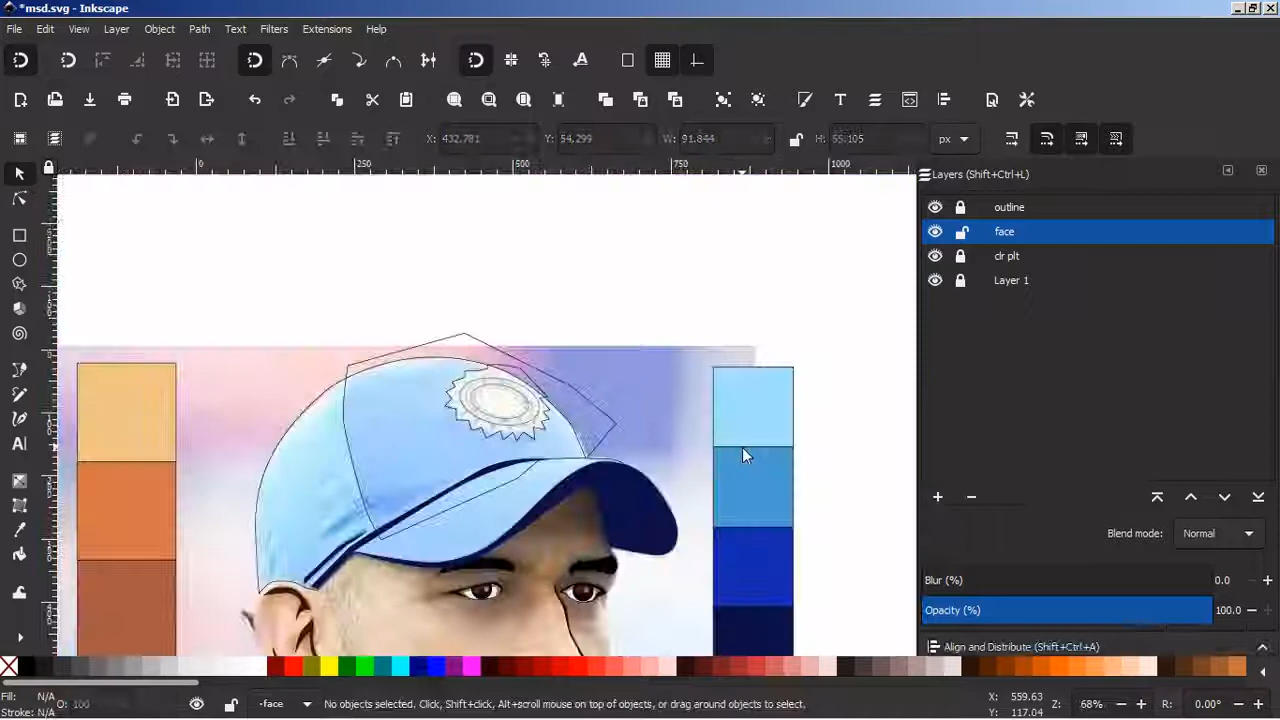 *msd.svg - Inkscape
File Edit View Layer Object Path Text Filters Extensions Help
X: 432.781 Y: 54.299 W: 91.844 H: 55.105 px
0 250 500 750 1000
Layers (Shift+Ctrl+L)
outline
face
clr plt
Layer 1
Blend mode: Normal
Blur (%) 0.0
Opacity (%) 100.0
Align and Distribute (Shift+Ctrl+A)
Fill: N/A
Stroke: N/A
O: 100
-face
No objects selected. Click, Shift+click, Alt+scroll mouse on top of objects, or drag around objects to select.
X: 559.63
Y: 117.04
Z: 68%
R: 0.00°